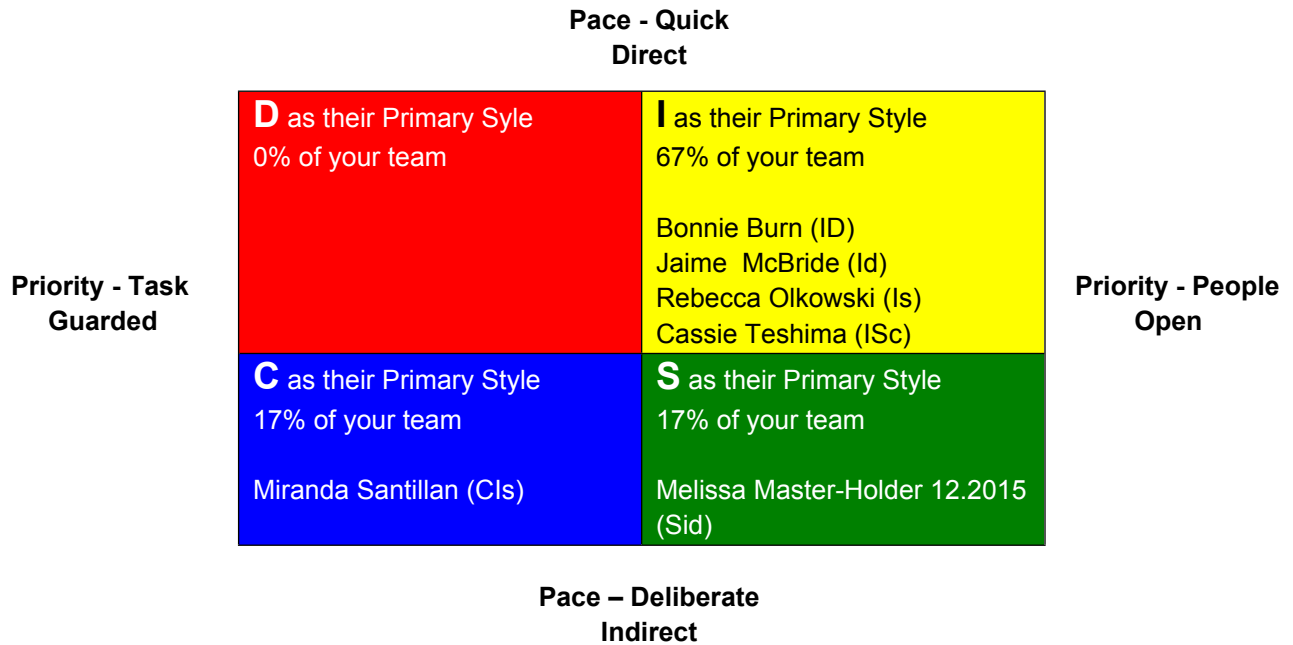 Pace - Quick
Direct
D as their Primary Syle
0% of your team
I as their Primary Style
67% of your team
Bonnie Burn (ID)
Jaime  McBride (Id)
Rebecca Olkowski (Is)
Cassie Teshima (ISc)
Priority - Task
Guarded
Priority - People
Open
C as their Primary Style
17% of your team
Miranda Santillan (CIs)
S as their Primary Style
17% of your team
Melissa Master-Holder 12.2015
(Sid)
Pace – Deliberate
Indirect